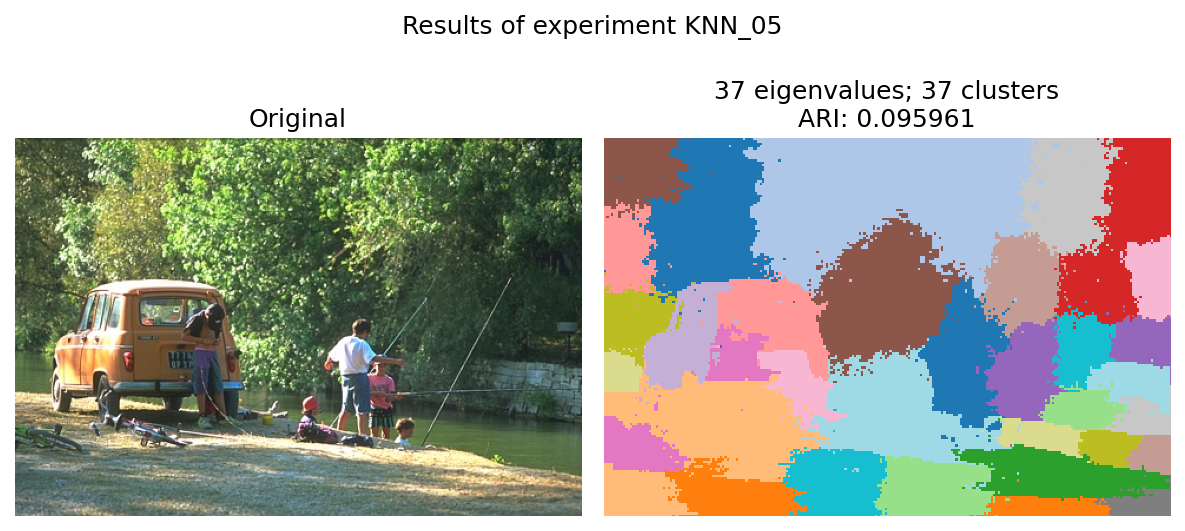 Results of experiment KNN_05
Original
37 eigenvalues; 37 clusters
ARI: 0.095961